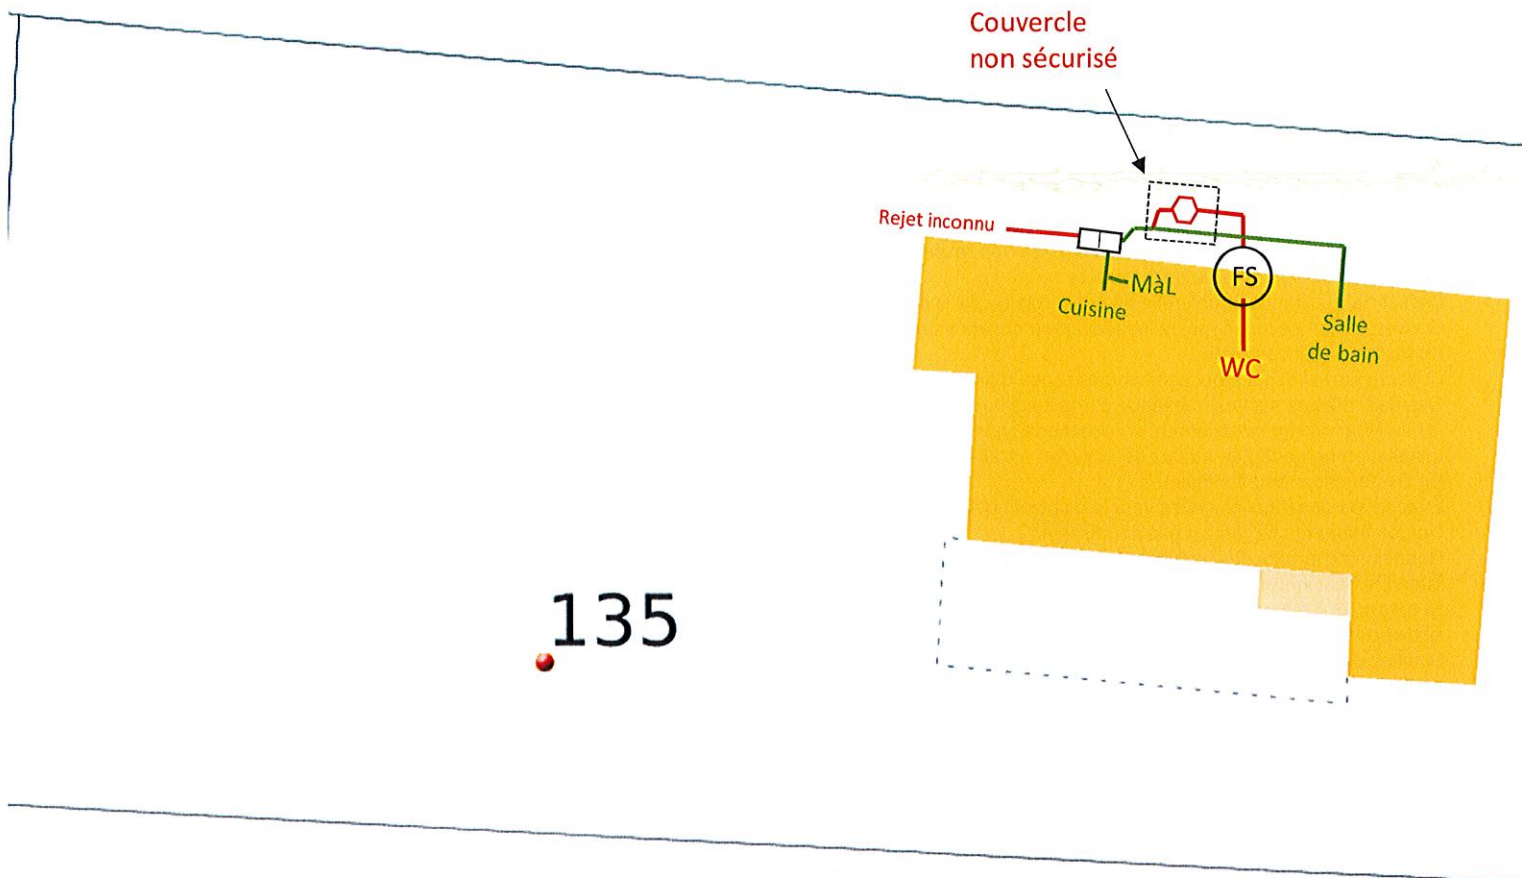 Couvercle
non sécurisé
Rejet inconnu
MàL
FS
Cuisine
Salle
de bain
WC
135